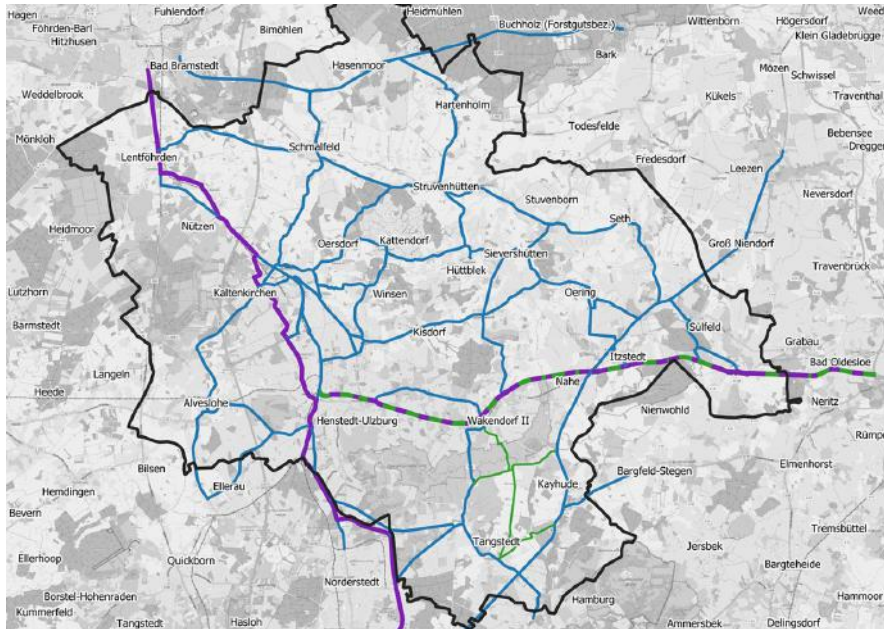 Hagen
Fuhlendorf
Heidmühlen
Buchholz (Forstgutsbez.)
Wittenborn
Högersdorf
Weed
Föhrden-Barl
Hitzhusen
Bimöhlen
Klein Gladebrügge
Bad Bramstedt
Hasenmoor
Bark
Mözen
Schwissel
Weddelbrook
Hartenholm
Kükels
Traventhal
Mönkloh
Todesfelde
Bebensee
Dregger
Lentföhrden
Schmalfeld
Fredesdorf
Leezen
Struvenhütten
Stuvenborn
Neversdorf
Heidmoor
Nützen
Seth
Oersdorf
Kattendorf
Sievershütten
Groß Niendorf
Hüttblek
Travenbrück
Lutzhorn
Kaltenkirchen
Winsen
Oering
Barmstedt
Kisdorf
Sülfeld
Grabau
Itzstedt
Bad Oldesloe
Langeln
Nahe
Heede
Alveslohe
Neritz
Henstedt-Ulzburg
Wakendorf II
Nienwohld
Rümpe
Bilsen
Elmenhorst
Hemdingen
Ellerau
Kayhude
Bargfeld-Stegen
Bevern
Tremsbüttel
Ellerhoop
Quickborn
Tangstedt
Jersbek
Bargteheide
Norderstedt
Borstel-Hohenraden
Kummerfeld
Hamburg
Hammoor
Tangstedt
Hasloh
Ammersbek
Delingsdorf